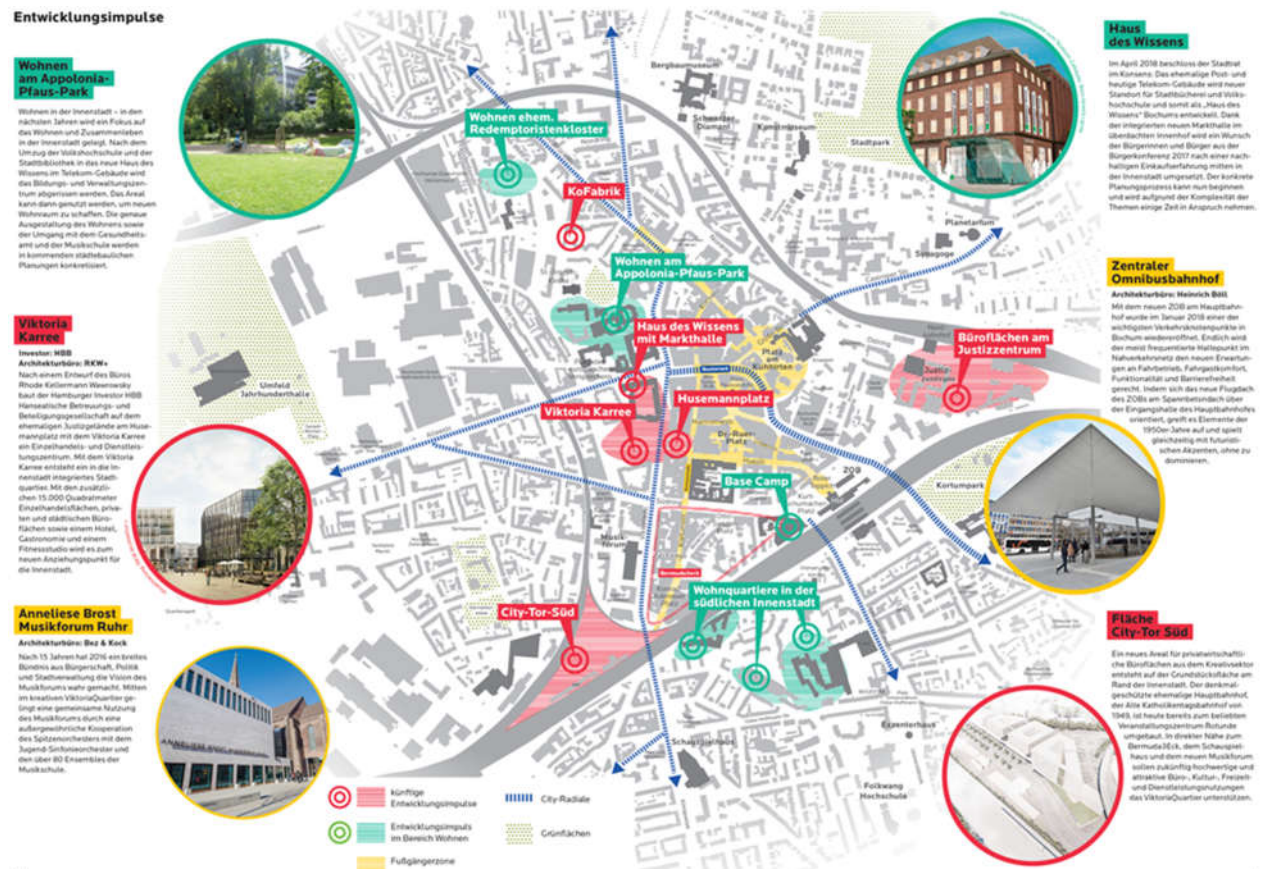 Entwicklungsimpulse
Wohnen
am Appolonia-
Pfaus-Park
Wohnen in der Innenstadt – in den
nächsten Jahren wird ein Fokus auf
das Wohnen und Zusammenleben
in der Innenstadt gelegt. Nach dem
Umzug der Volkshochschule und der
Stadtbibliothek in das neue Haus des
Wissens im Telekom-Gebäude wird
das Bildungs- und Verwaltungszen-
trum abgerissen werden. Das Areal
kann dann genutzt werden, um neuen
Wohnraum zu schaffen. Die genaue
Ausgestaltung des Wohnens sowie
der Umgang mit dem Gesundheits-
amt und der Musikschule werden
in kommenden städtebaulichen
Planungen konkretisiert.
Viktoria
Karree
Investor: HBB
Architekturbüro: RKW+
Nach einem Entwurf des Büros
Rhode Kellermann Wawrowsky
baut der Hamburger Investor HBB
Hanseatische Betreuungs- und
Beteiligungsgesellschaft auf dem
ehemaligen Justizgelände am Huse-
mannplatz mit dem Viktoria Karree
ein Einzelhandels- und Dienstleis-
tungszentrum. Mit dem Viktoria
Karree entsteht ein in die In-
nenstadt integriertes Stadt-
quartier. Mit den zusätzli-
chen 15.000 Quadratmeter
Einzelhandelsflächen, priva-
ten und städtischen Büro-
flächen sowie einem Hotel,
Gastronomie und einem
Fitnessstudio wird es zum
neuen Anziehungspunkt für
die Innenstadt.
Anneliese Brost
Musikforum Ruhr
Architekturbüro: Bez & Kock
Nach 15 Jahren hat 2016 ein breites
Bündnis aus Bürgerschaft, Politik
und Stadtverwaltung die Vision des
Musikforums wahr gemacht. Mitten
im kreativen ViktoriaQuartier ge-
lingt eine gemeinsame Nutzung
des Musikforums durch eine
außergewöhnliche Kooperation
des Spitzenorchesters mit dem
Jugend-Sinfonieorchester und
den über 80 Ensembles der
Musikschule.
Bergbaumuseum
Schwarzer
Diamant
Kunstmuseum
Stadtpark
Planetarium
Synagoge
Castroper Str.
Wohnen ehem.
Redemptoristenkloster
KoFabrik
Wohnen am
Appolonia-Pfaus-Park
Haus des Wissens
mit Markthalle
Viktoria Karree
Husemannplatz
Büroflächen am
Justizzentrum
Justiz-
zentrum
Platz
am
Kuhhirten
Umfeld
Jahrhunderthalle
Dr.-Ruer-
Platz
ZOB
Kortumpark
Base Camp
Musik
forum
Bermudadreieck
Wohnquartiere in der
südlichen Innenstadt
City-Tor-Süd
Schauspielhaus
Exzenterhaus
Folkwang
Hochschule
künftige
Entwicklungsimpulse
Entwicklungsimpuls
im Bereich Wohnen
Fußgängerzone
City-Radiale
Grünflächen
Haus
des Wissens
Im April 2018 beschloss der Stadtrat
im Konsens: Das ehemalige Post- und
heutige Telekom-Gebäude wird neuer
Standort für Stadtbücherei und Volks-
hochschule und somit als „Haus des
Wissens“ Bochums entwickelt. Dank
der integrierten neuen Markthalle im
überdachten Innenhof wird ein Wunsch
der Bürgerinnen und Bürger aus der
Bürgerkonferenz 2017 nach einer nach-
haltigen Einkaufserfahrung mitten in
der Innenstadt umgesetzt. Der konkrete
Planungsprozess kann nun beginnen
und wird aufgrund der Komplexität der
Themen einige Zeit in Anspruch nehmen.
Zentraler
Omnibusbahnhof
Architekturbüro: Heinrich Böll
Mit dem neuen ZOB am Hauptbahn-
hof wurde im Januar 2018 einer der
wichtigsten Verkehrsknotenpunkte in
Bochum wiedereröffnet. Endlich wird
der meist frequentierte Haltepunkt im
Nahverkehrsnetz den neuen Erwartun-
gen an Fahrbetrieb, Fahrgastkomfort,
Funktionalität und Barrierefreiheit
gerecht. Indem sich das neue Flugdach
des ZOBs am Spannbetondach über
der Eingangshalle des Hauptbahnhofes
orientiert, greift es Elemente der
1950er-Jahre auf und spielt
gleichzeitig mit futuristi-
schen Akzenten, ohne zu
dominieren.
Fläche
City-Tor Süd
Ein neues Areal für privatwirtschaftli-
che Büroflächen aus dem Kreativsektor
entsteht auf der Grundstücksfläche am
Rand der Innenstadt. Der denkmal-
geschützte ehemalige Hauptbahnhof,
der Alte Katholikentagsbahnhof von
1949, ist heute bereits zum beliebten
Veranstaltungszentrum Rotunde
umgebaut. In direkter Nähe zum
Bermuda3Eck, dem Schauspiel-
haus und dem neuen Musikforum
sollen zukünftig hochwertige und
attraktive Büro-, Kultur-, Freizeit-
und Dienstleistungsnutzungen
das ViktoriaQuartier unterstützen.